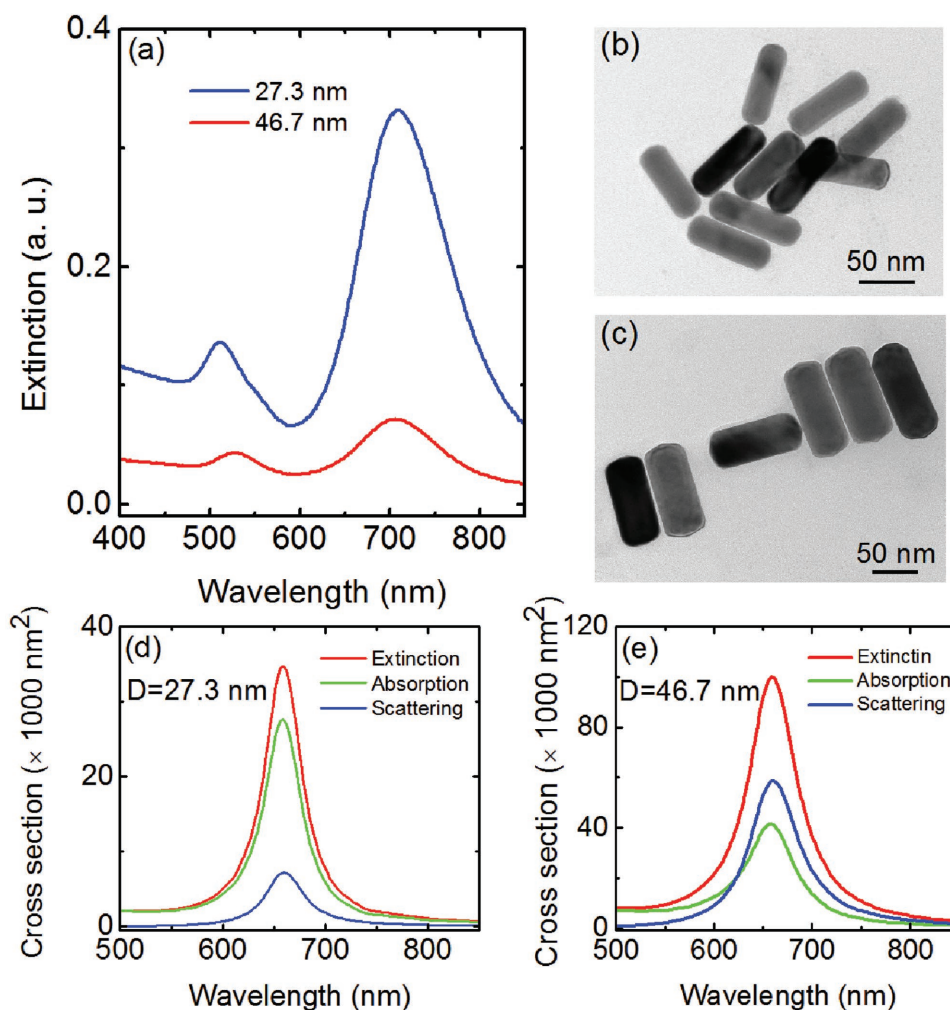 (a)
27.3 nm
46.7 nm
Extinction (a. u.)
0.4
0.2
0.0
400 500 600 700 800
Wavelength (nm)
(b)
50 nm
(c)
50 nm
(d)
D=27.3 nm
Extinction
Absorption
Scattering
Cross section (× 1000 nm²)
40
20
0
500 600 700 800
Wavelength (nm)
(e)
D=46.7 nm
Extinctin
Absorption
Scattering
Cross section (× 1000 nm²)
120
80
40
0
500 600 700 800
Wavelength (nm)